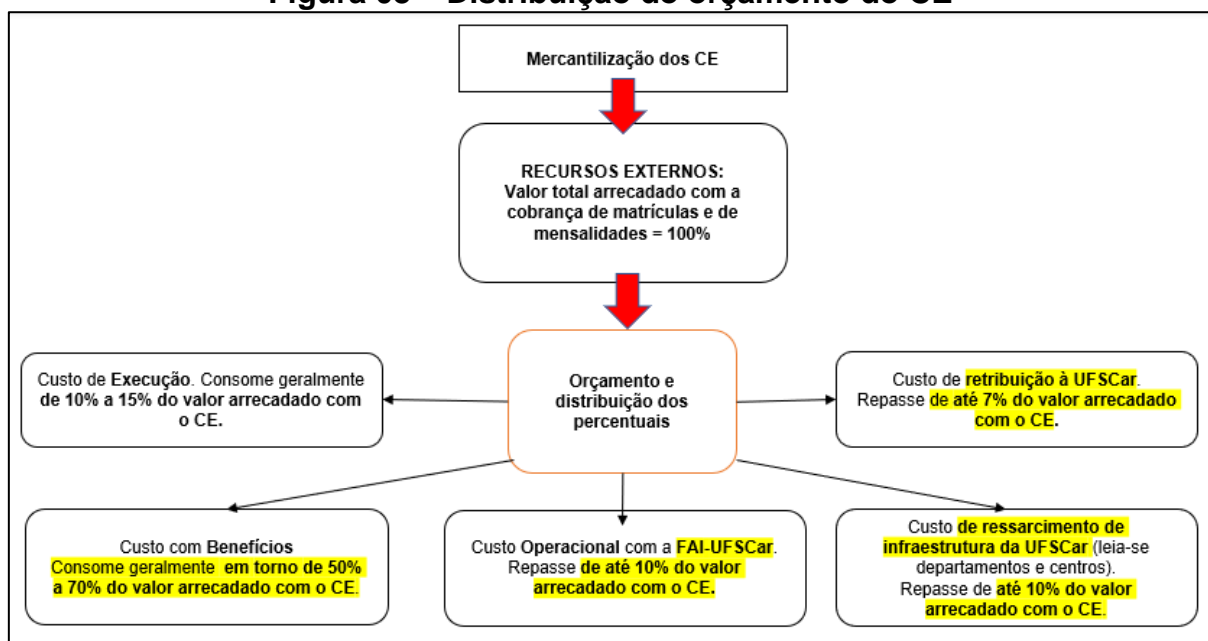 Figura 03 – Distribuição do orçamento do CE
Mercantilização dos CE
RECURSOS EXTERNOS:
Valor total arrecadado com a
cobrança de matrículas e de
mensalidades = 100%
Orçamento e
distribuição dos
percentuais
Custo de Execução. Consome geralmente
de 10% a 15% do valor arrecadado com
o CE.
Custo de retribuição à UFSCar.
Repasse de até 7% do valor arrecadado
com o CE.
Custo com Benefícios
Consome geralmente em torno de 50%
a 70% do valor arrecadado com o CE.
Custo Operacional com a FAI-UFSCar.
Repasse de até 10% do valor
arrecadado com o CE.
Custo de ressarcimento de
infraestrutura da UFSCar (leia-se
departamentos e centros).
Repasse de até 10% do valor
arrecadado com o CE.